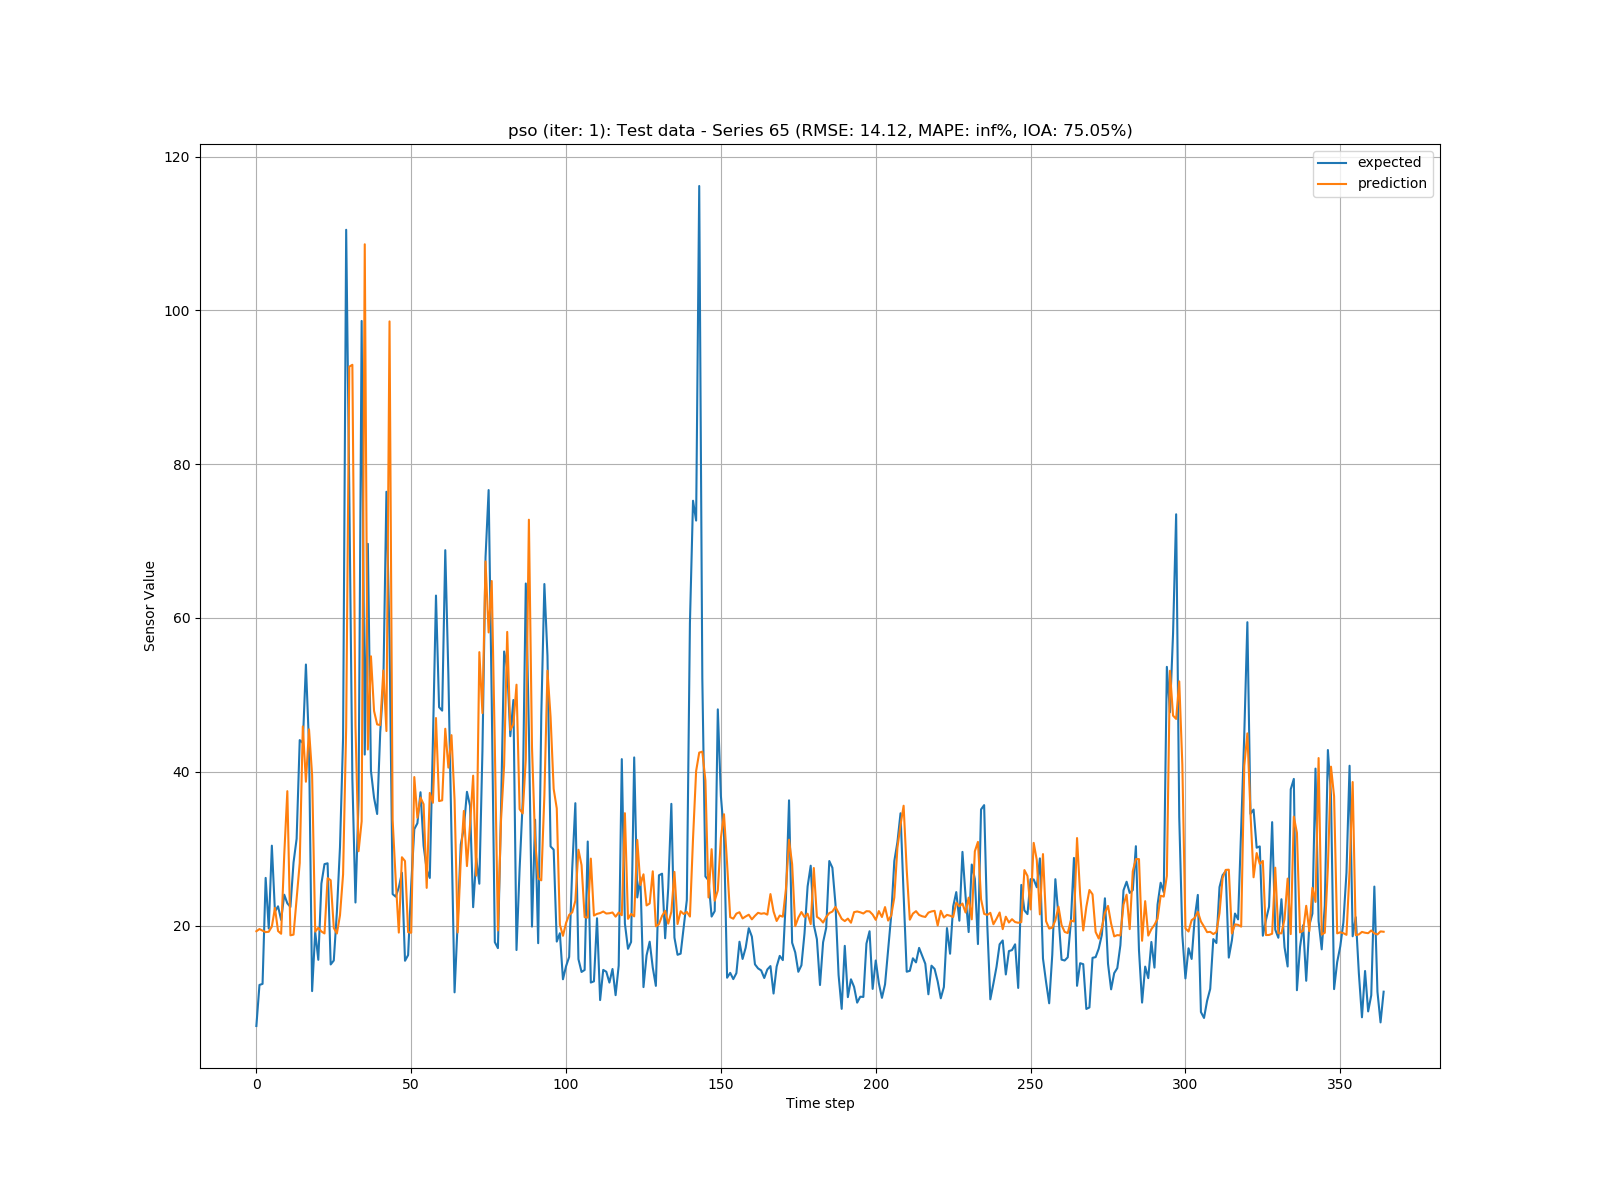 pso (iter: 1): Test data - Series 65 (RMSE: 14.12, MAPE: inf%, IOA: 75.05%)
expected
prediction
120
100
80
60
40
20
Sensor Value
0 50 100 150 200 250 300 350
Time step